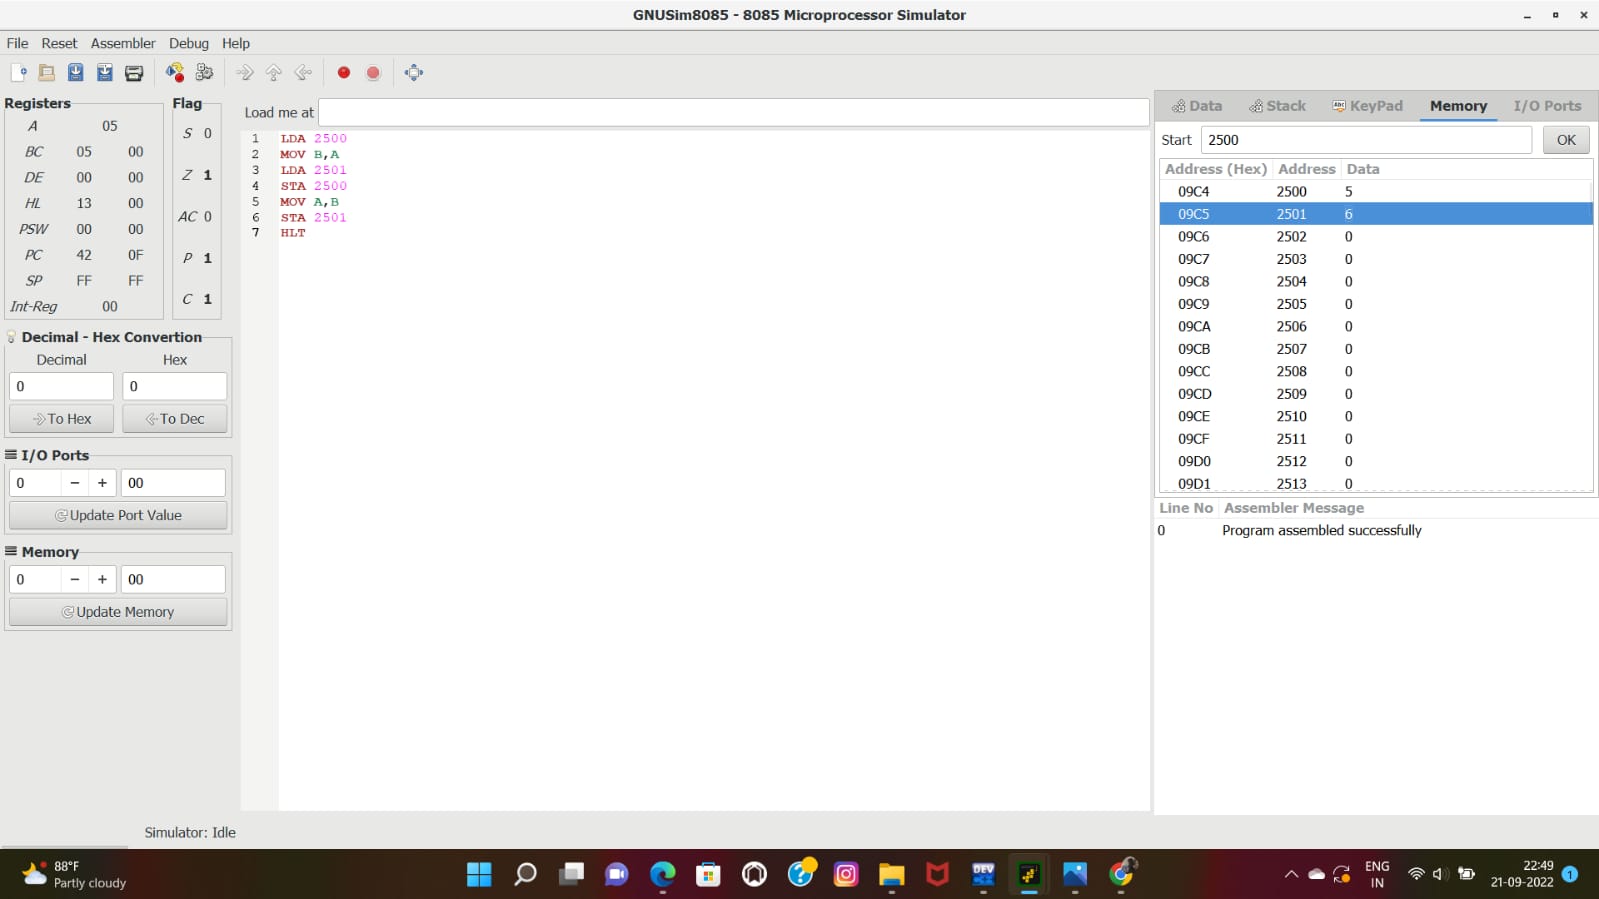 GNUSim8085 - 8085 Microprocessor Simulator
File Reset Assembler Debug Help
Registers
A 05
BC 05 00
DE 00 00
HL 13 00
PSW 00 00
PC 42 0F
SP FF FF
Int-Reg 00
Flag
S 0
Z 1
AC 0
P 1
C 1
Decimal - Hex Convertion
Decimal Hex
0 0
To Hex To Dec
I/O Ports
0 - + 00
Update Port Value
Memory
0 - + 00
Update Memory
Load me at
1 LDA 2500
2 MOV B,A
3 LDA 2501
4 STA 2500
5 MOV A,B
6 STA 2501
7 HLT
Data Stack KeyPad Memory I/O Ports
Start 2500 OK
Address (Hex) Address Data
09C4 2500 5
09C5 2501 6
09C6 2502 0
09C7 2503 0
09C8 2504 0
09C9 2505 0
09CA 2506 0
09CB 2507 0
09CC 2508 0
09CD 2509 0
09CE 2510 0
09CF 2511 0
09D0 2512 0
09D1 2513 0
Line No Assembler Message
0 Program assembled successfully
Simulator: Idle
88°F
Partly cloudy
DEV
ENG
IN
22:49
21-09-2022
1